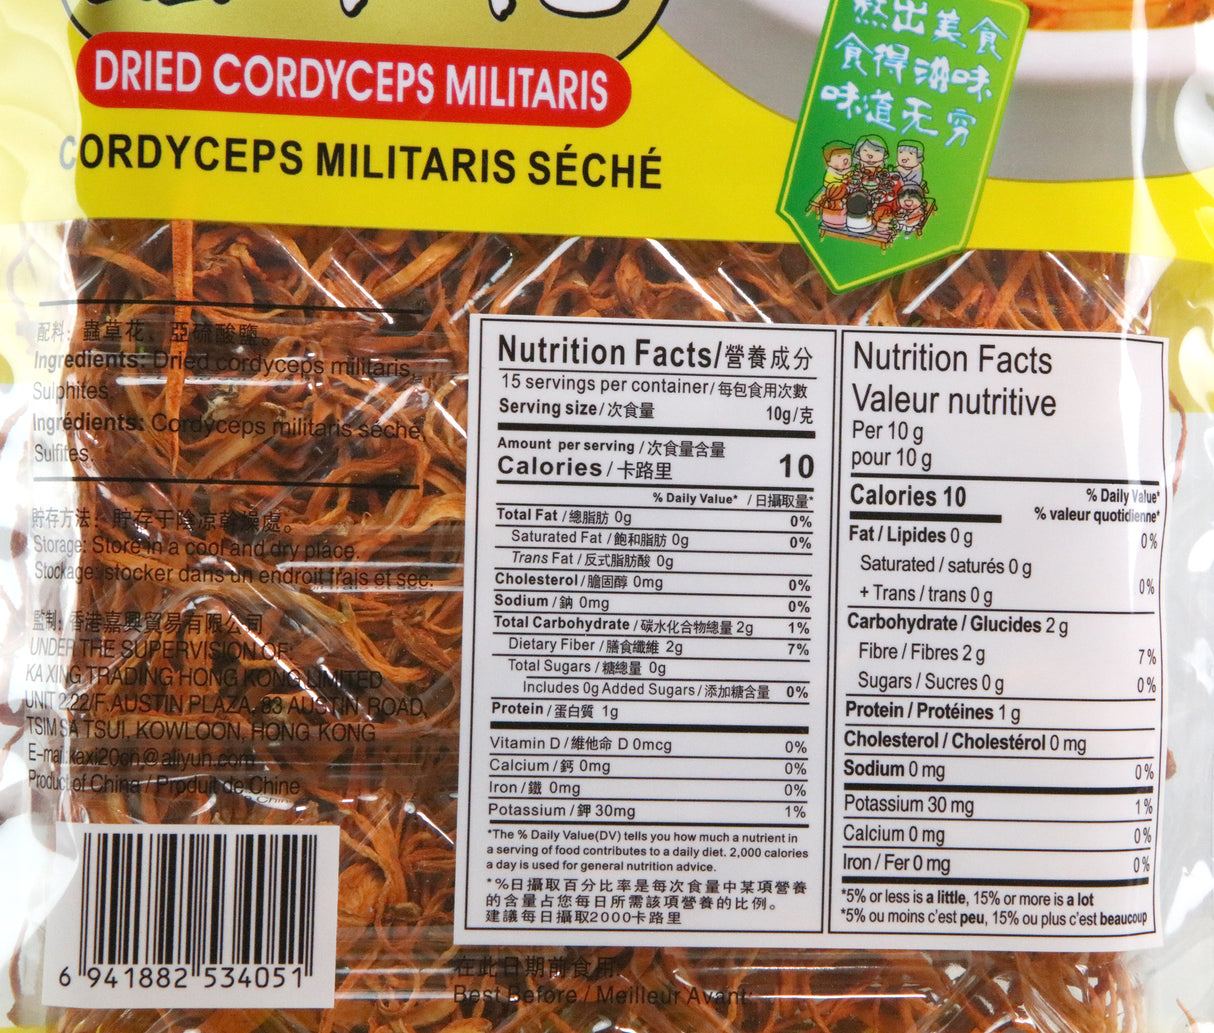 DRIED CORDYCEPS MILITARIS
CORDYCEPS MILITARIS SÉCHÉ
熬出美食
食得滋味
味道无穷
配料: 蟲草花、亞硫酸鹽。
Ingredients: Dried cordyceps militaris,
Sulphites.
Ingrédients: Cordyceps militaris séché,
Sulfites.
貯存方法: 貯存于陰凉乾燥處。
Storage: Store in a cool and dry place.
Stockage: stocker dans un endroit frais et sec.
監制: 香港嘉興貿易有限公司
UNDER THE SUPERVISION OF:
KA XING TRADING HONG KONG LIMITED
UNIT 222/F. AUSTIN PLAZA, 83 AUSTIN ROAD,
TSIM SA TSUI, KOWLOON, HONG KONG
E-mail:kaxi20cn@aliyun.com
Product of China / Produit de Chine
6 941882 534051
Nutrition Facts/營養成分
15 servings per container/每包食用次數
Serving size/次食量 10g/克
Amount per serving / 次食量含量
Calories / 卡路里 10
% Daily Value* / 日攝取量*
Total Fat / 總脂肪 0g 0%
Saturated Fat / 飽和脂肪 0g 0%
Trans Fat / 反式脂肪酸 0g
Cholesterol / 膽固醇 0mg 0%
Sodium / 鈉 0mg 0%
Total Carbohydrate / 碳水化合物總量 2g 1%
Dietary Fiber / 膳食纖維 2g 7%
Total Sugars / 糖總量 0g
Includes 0g Added Sugars / 添加糖含量 0%
Protein / 蛋白質 1g
Vitamin D / 維他命 D 0mcg 0%
Calcium / 鈣 0mg 0%
Iron / 鐵 0mg 0%
Potassium / 鉀 30mg 1%
*The % Daily Value(DV) tells you how much a nutrient in
a serving of food contributes to a daily diet. 2,000 calories
a day is used for general nutrition advice.
*%日攝取百分比率是每次食量中某項營養
的含量占您每日所需該項營養的比例。
建議每日攝取2000卡路里
Nutrition Facts
Valeur nutritive
Per 10 g
pour 10 g
Calories 10
% Daily Value*
% valeur quotidienne*
Fat / Lipides 0 g 0%
Saturated / saturés 0 g
+ Trans / trans 0 g 0%
Carbohydrate / Glucides 2 g
Fibre / Fibres 2 g 7%
Sugars / Sucres 0 g 0%
Protein / Protéines 1 g
Cholesterol / Cholestérol 0 mg
Sodium 0 mg 0%
Potassium 30 mg 1%
Calcium 0 mg 0%
Iron / Fer 0 mg 0%
*5% or less is a little, 15% or more is a lot
*5% ou moins c'est peu, 15% ou plus c'est beaucoup
在此日期前食用:
Best Before / Meilleur Avant: